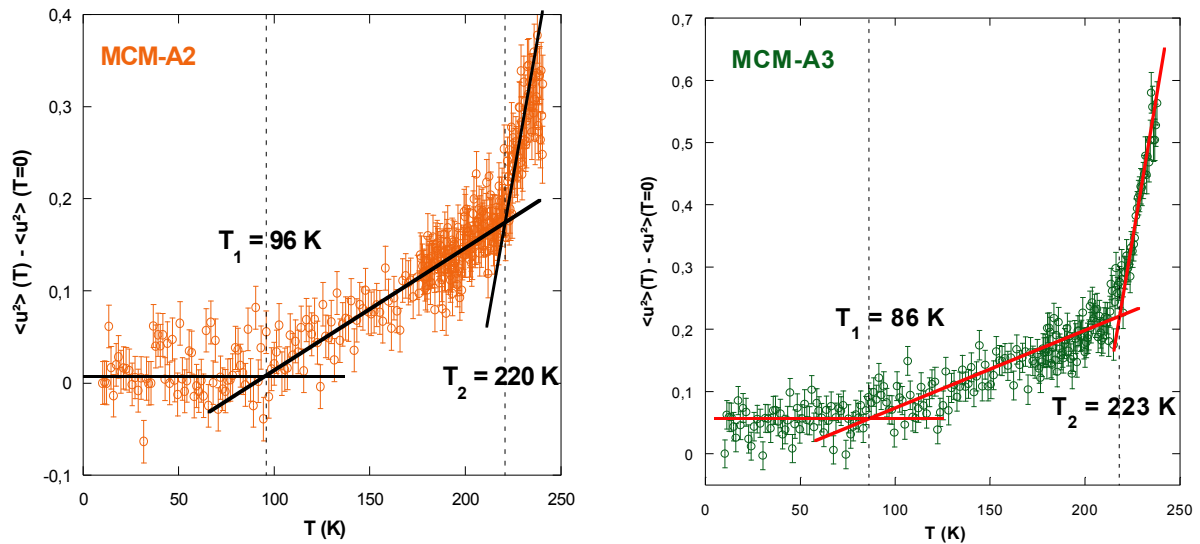 0,4
MCM-A2
0,3
0,2
0,1
0
-0,1
<u²> (T) - <u²> (T=0)
T₁ = 96 K
T₂ = 220 K
0 50 100 150 200 250
T (K)
0,7
MCM-A3
0,6
0,5
0,4
0,3
0,2
0,1
0
<u²>(T) - <u²>(T=0)
T₁ = 86 K
T₂ = 223 K
0 50 100 150 200 250
T (K)